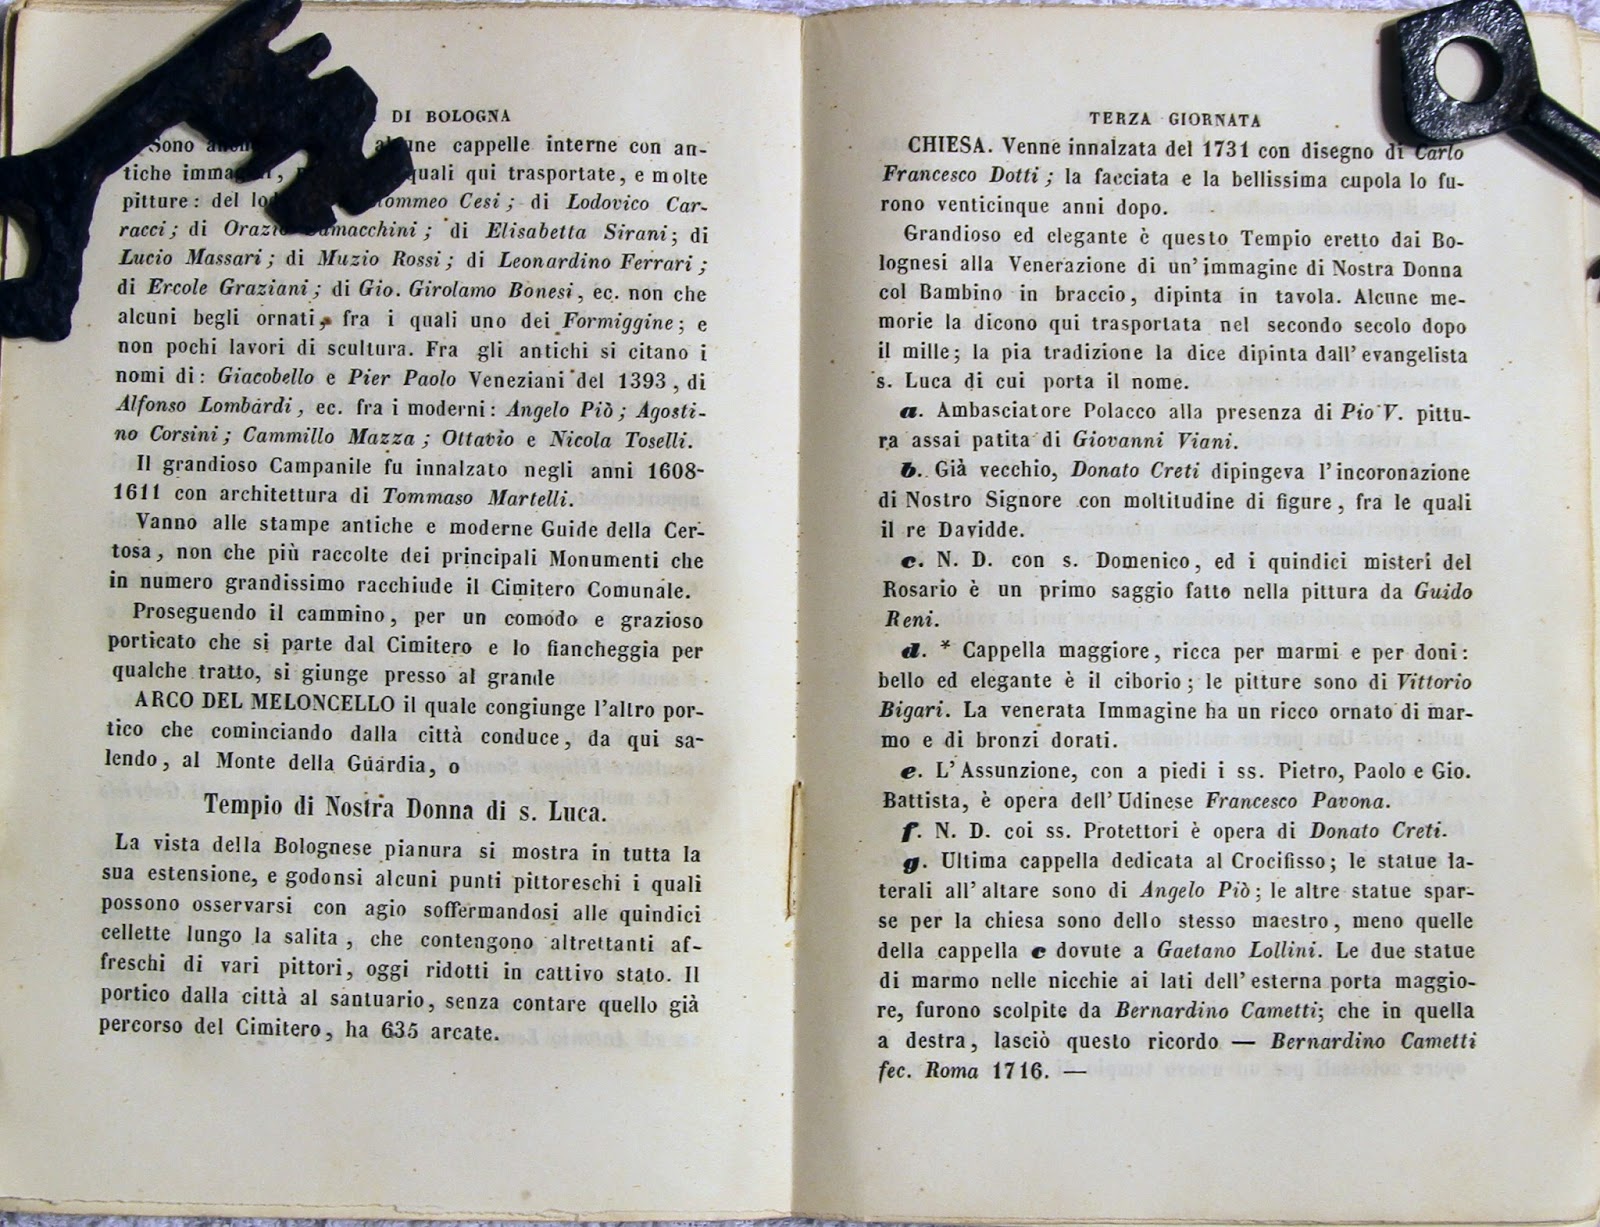 DI BOLOGNA
Sono alcune cappelle interne con an-
tiche immagini, quali qui trasportate, e molte
pitture: del lod Cesi; di Lodovico Car-
racci; di Orazio Samacchini; di Elisabetta Sirani; di
Lucio Massari; di Muzio Rossi; di Leonardino Ferrari;
di Ercole Graziani; di Gio. Girolamo Bonesi, ec. non che
alcuni begli ornati, fra i quali uno dei Formiggine; e
non pochi lavori di scultura. Fra gli antichi si citano i
nomi di: Giacobello e Pier Paolo Veneziani del 1393, di
Alfonso Lombardi, ec. fra i moderni: Angelo Piò; Agosti-
no Corsini; Cammillo Mazza; Ottavio e Nicola Toselli.
Il grandioso Campanile fu innalzato negli anni 1608-
1611 con architettura di Tommaso Martelli.
Vanno alle stampe antiche e moderne Guide della Cer-
tosa, non che più raccolte dei principali Monumenti che
in numero grandissimo racchiude il Cimitero Comunale.
Proseguendo il cammino, per un comodo e grazioso
porticato che si parte dal Cimitero e lo fiancheggia per
qualche tratto, si giunge presso al grande
ARCO DEL MELONCELLO il quale congiunge l'altro por-
tico che cominciando dalla città conduce, da qui sa-
lendo, al Monte della Guardia, o
Tempio di Nostra Donna di s. Luca.
La vista della Bolognese pianura si mostra in tutta la
sua estensione, e godonsi alcuni punti pittoreschi i quali
possono osservarsi con agio soffermandosi alle quindici
cellette lungo la salita, che contengono altrettanti af-
freschi di vari pittori, oggi ridotti in cattivo stato. Il
portico dalla città al santuario, senza contare quello già
percorso del Cimitero, ha 635 arcate.
TERZA GIORNATA
CHIESA. Venne innalzata del 1731 con disegno di Carlo
Francesco Dotti; la facciata e la bellissima cupola lo fu-
rono venticinque anni dopo.
Grandioso ed elegante è questo Tempio eretto dai Bo-
lognesi alla Venerazione di un'immagine di Nostra Donna
col Bambino in braccio, dipinta in tavola. Alcune me-
morie la dicono qui trasportata nel secondo secolo dopo
il mille; la pia tradizione la dice dipinta dall'evangelista
s. Luca di cui porta il nome.
a. Ambasciatore Polacco alla presenza di Pio V. pittu-
ra assai patita di Giovanni Viani.
b. Già vecchio, Donato Creti dipingeva l'incoronazione
di Nostro Signore con moltitudine di figure, fra le quali
il re Davidde.
c. N. D. con s. Domenico, ed i quindici misteri del
Rosario è un primo saggio fatto nella pittura da Guido
Reni.
d. * Cappella maggiore, ricca per marmi e per doni:
bello ed elegante è il ciborio; le pitture sono di Vittorio
Bigari. La venerata Immagine ha un ricco ornato di mar-
mo e di bronzi dorati.
e. L'Assunzione, con a piedi i ss. Pietro, Paolo e Gio.
Battista, è opera dell'Udinese Francesco Pavona.
f. N. D. coi ss. Protettori è opera di Donato Creti.
g. Ultima cappella dedicata al Crocifisso; le statue la-
terali all'altare sono di Angelo Piò; le altre statue spar-
se per la chiesa sono dello stesso maestro, meno quelle
della cappella c dovute a Gaetano Lollini. Le due statue
di marmo nelle nicchie ai lati dell'esterna porta maggio-
re, furono scolpite da Bernardino Cametti; che in quella
a destra, lasciò questo ricordo — Bernardino Cametti
fec. Roma 1716. —